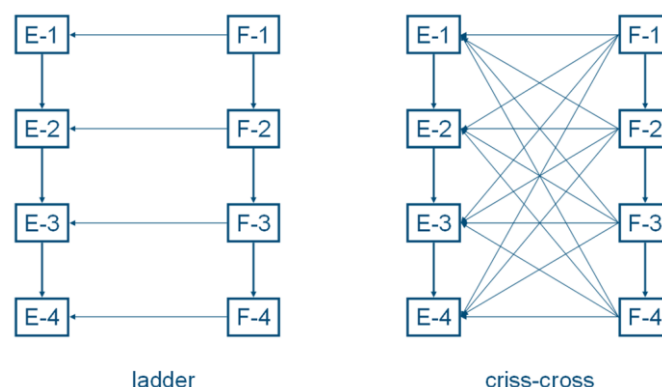 E-1 F-1 E-1 F-1
E-2 F-2 E-2 F-2
E-3 F-3 E-3 F-3
E-4 F-4 E-4 F-4
ladder criss-cross